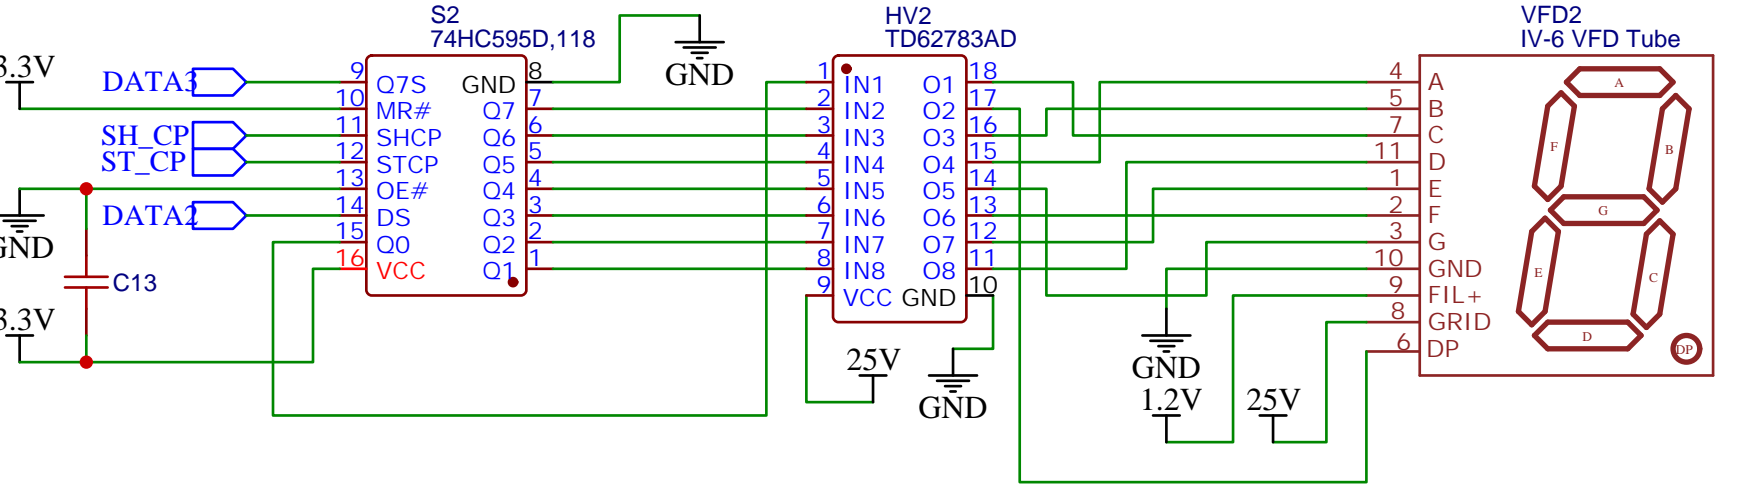 S2
74HC595D,118
HV2
TD62783AD
VFD2
IV-6 VFD Tube
3.3V
DATA3
SH_CP
ST_CP
DATA2
GND
C13
3.3V
9 Q7S GND 8
10 MR# Q7 7
11 SHCP Q6 6
12 STCP Q5 5
13 OE# Q4 4
14 DS Q3 3
15 Q0 Q2 2
16 VCC Q1 1
GND
1 IN1 O1 18
2 IN2 O2 17
3 IN3 O3 16
4 IN4 O4 15
5 IN5 O5 14
6 IN6 O6 13
7 IN7 O7 12
8 IN8 O8 11
9 VCC GND 10
25V
GND
GND
1.2V
25V
4 A
5 B
7 C
11 D
1 E
2 F
3 G
10 GND
9 FIL+
8 GRID
6 DP
A
F
B
G
E
C
D
DP